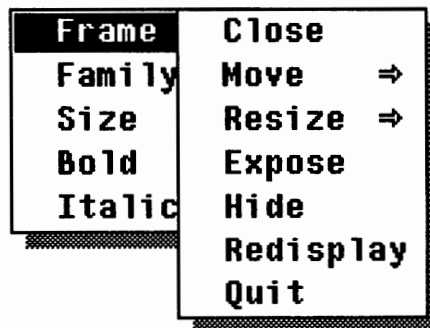 Frame
Family
Size
Bold
Italic
Close
Move ⇒
Resize ⇒
Expose
Hide
Redisplay
Quit